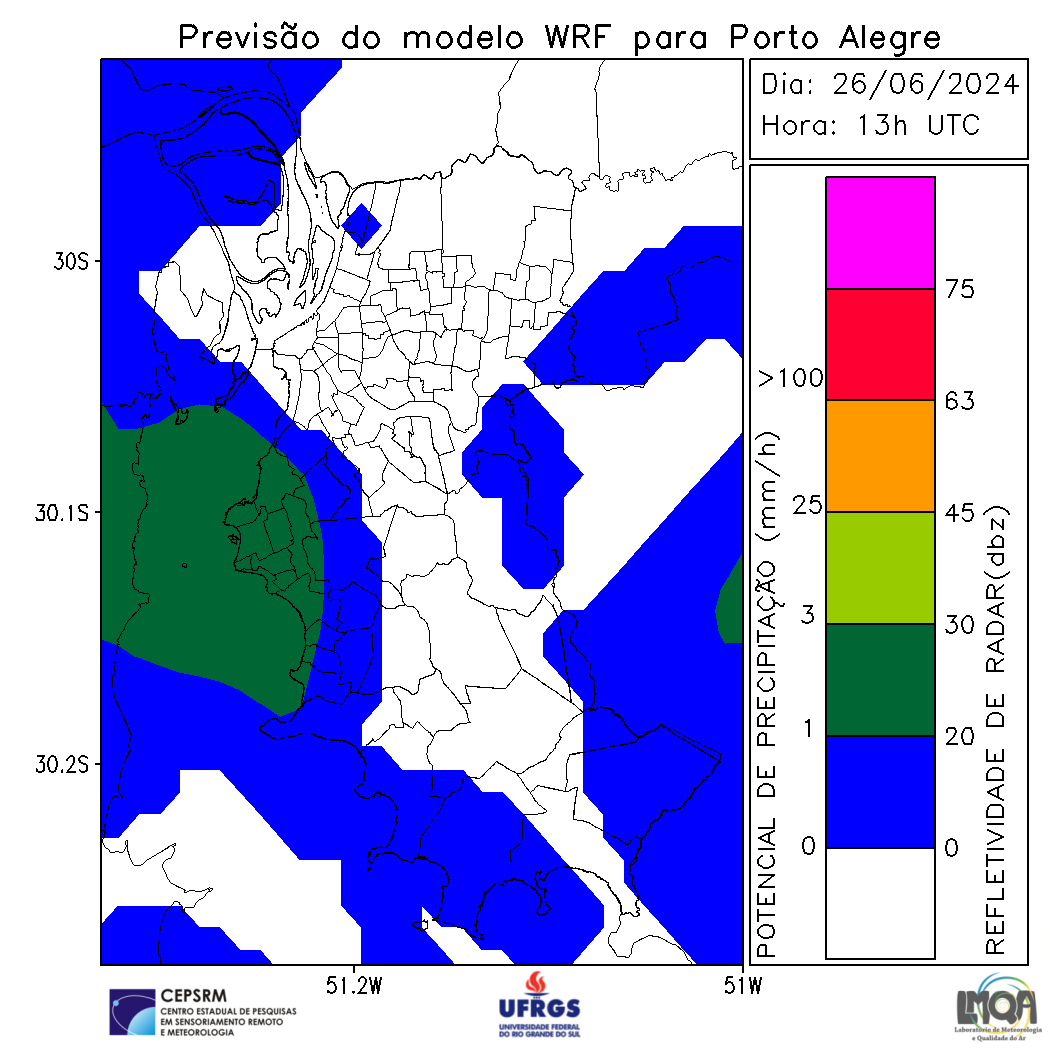 Previsão do modelo WRF para Porto Alegre
Dia: 26/06/2024
Hora: 13h UTC
30S
30.1S
30.2S
51.2W
51W
POTENCIAL DE PRECIPITAÇÃO (mm/h)
>100
25
3
1
0
75
63
45
30
20
0
REFLETIVIDADE DE RADAR(dbz)
CEPSRM
CENTRO ESTADUAL DE PESQUISAS
EM SENSORIAMENTO REMOTO
E METEOROLOGIA
UFRGS
UNIVERSIDADE FEDERAL
DO RIO GRANDE DO SUL
LMQA
Laboratório de Meteorologia
e Qualidade do Ar